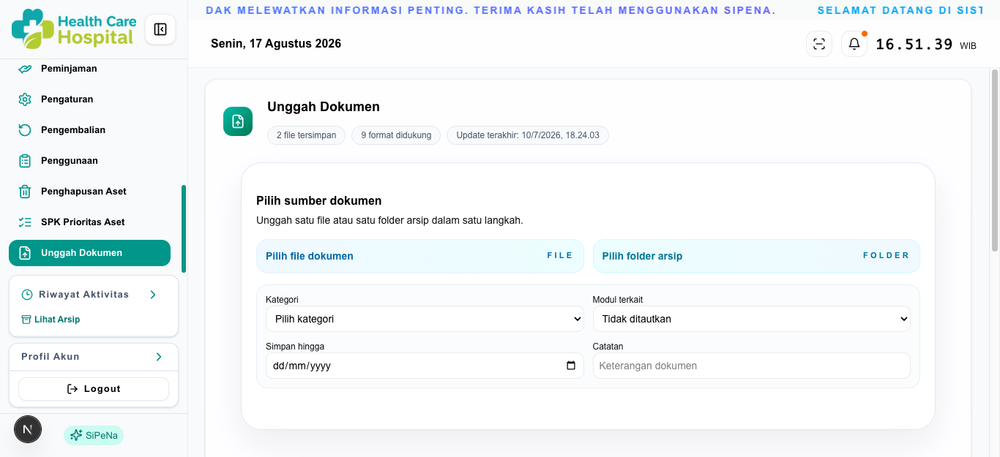 DAK MELEWATKAN INFORMASI PENTING. TERIMA KASIH TELAH MENGGUNAKAN SIPENA. SELAMAT DATANG DI SIST
Health Care
Hospital
Senin, 17 Agustus 2026
16.51.39 WIB
Peminjaman
Pengaturan
Pengembalian
Penggunaan
Penghapusan Aset
SPK Prioritas Aset
Unggah Dokumen
Riwayat Aktivitas
Lihat Arsip
Profil Akun
Logout
N
SiPeNa
Unggah Dokumen
2 file tersimpan
9 format didukung
Update terakhir: 10/7/2026, 18.24.03
Pilih sumber dokumen
Unggah satu file atau satu folder arsip dalam satu langkah.
Pilih file dokumen FILE
Pilih folder arsip FOLDER
Kategori
Pilih kategori
Modul terkait
Tidak ditautkan
Simpan hingga
dd/mm/yyyy
Catatan
Keterangan dokumen